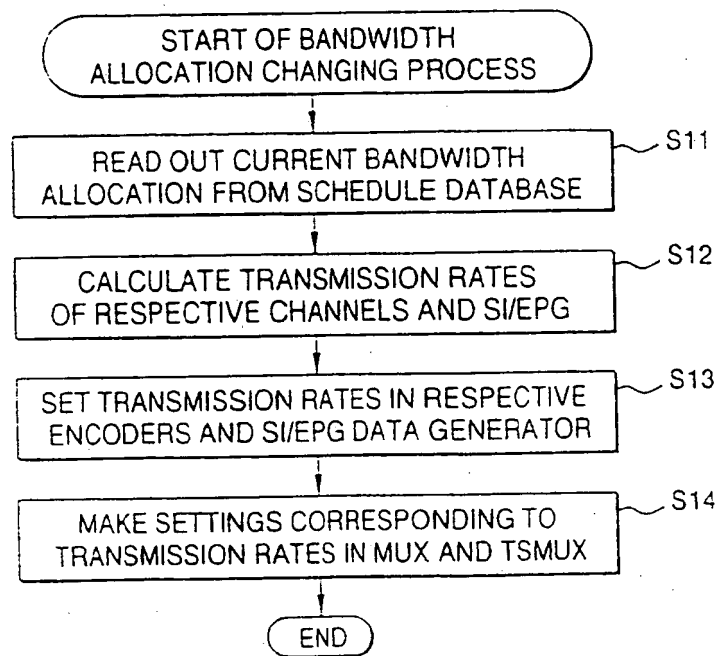 START OF BANDWIDTH
ALLOCATION CHANGING PROCESS
S11
READ OUT CURRENT BANDWIDTH
ALLOCATION FROM SCHEDULE DATABASE
S12
CALCULATE TRANSMISSION RATES
OF RESPECTIVE CHANNELS AND SI/EPG
S13
SET TRANSMISSION RATES IN RESPECTIVE
ENCODERS AND SI/EPG DATA GENERATOR
S14
MAKE SETTINGS CORRESPONDING TO
TRANSMISSION RATES IN MUX AND TSMUX
END